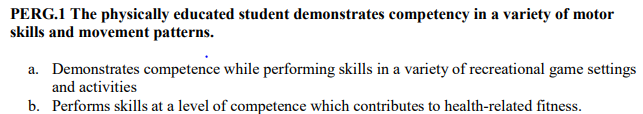 PERG.1 The physically educated student demonstrates competency in a variety of motor
skills and movement patterns.
a. Demonstrates competence while performing skills in a variety of recreational game settings
and activities
b. Performs skills at a level of competence which contributes to health-related fitness.